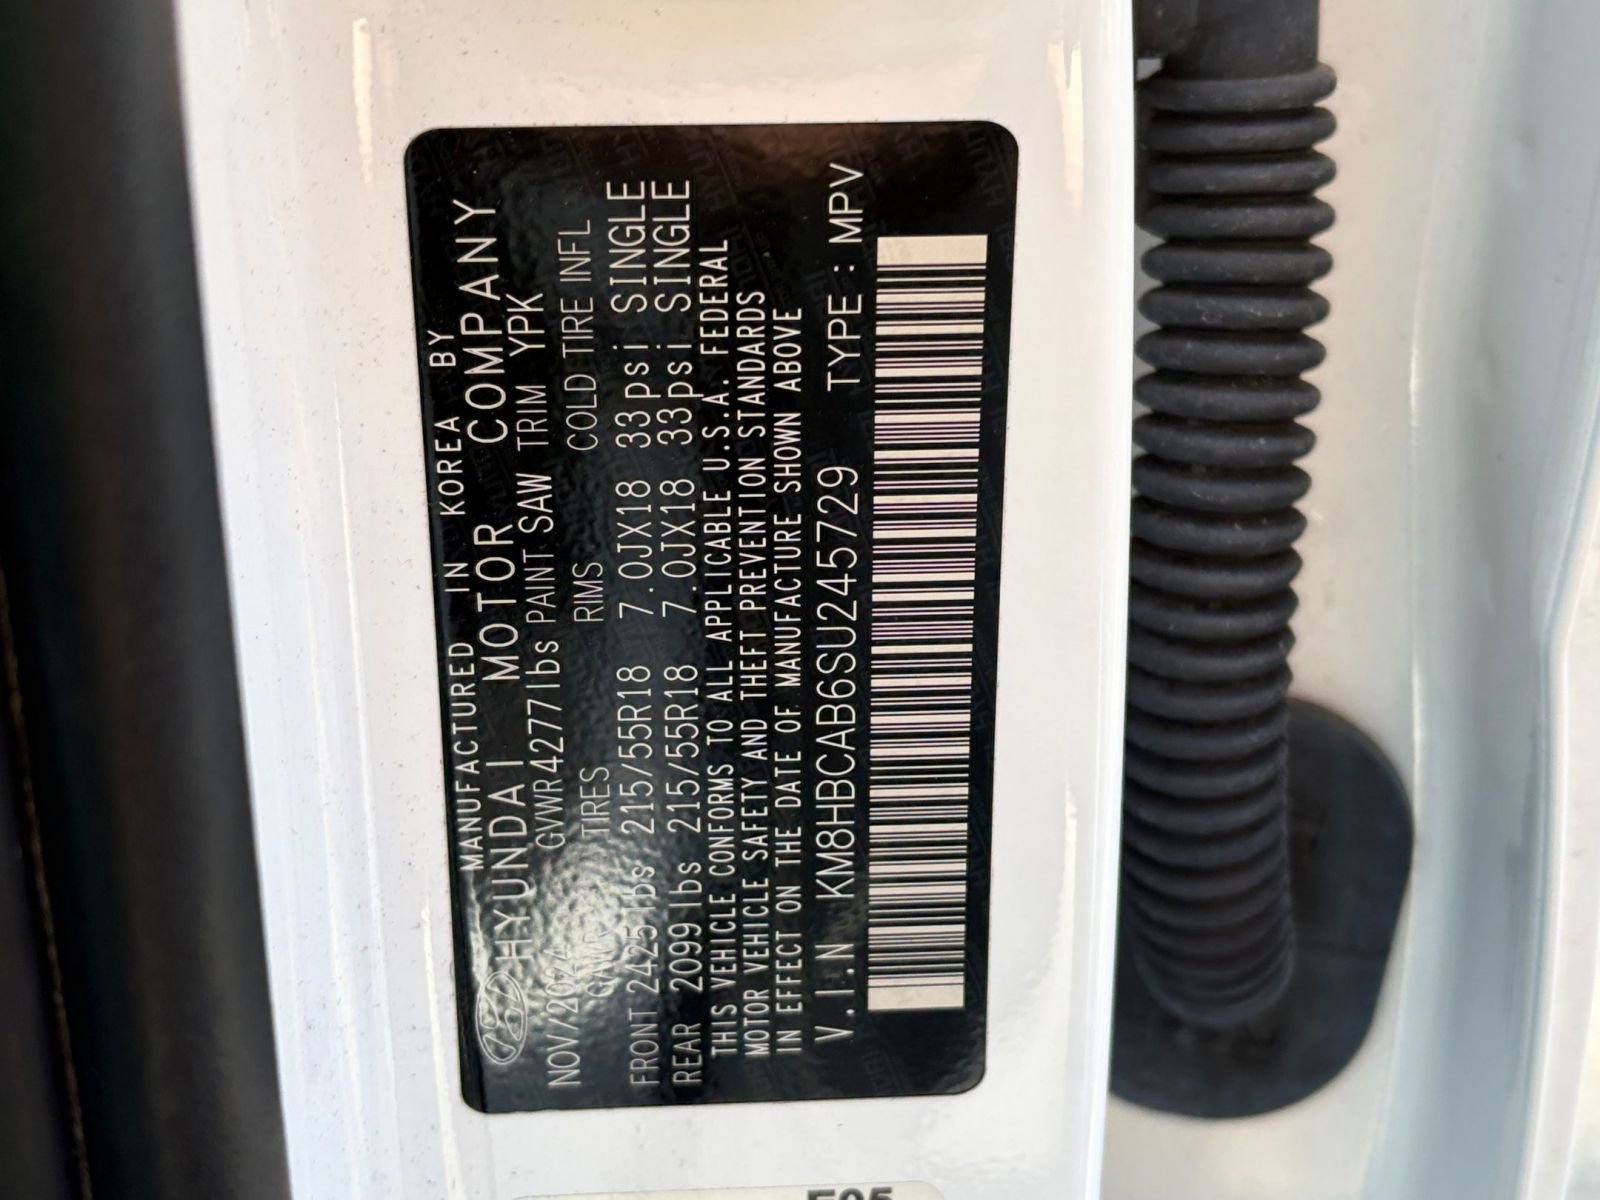 MANUFACTURED IN KOREA BY
HYUNDAI MOTOR COMPANY
NOV/2024 GVWR4277lbs PAINT SAW TRIM YPK
TIRES RIMS COLD TIRE INFL
FRONT 2425lbs 215/55R18 7.0JX18 33psi SINGLE
REAR 2099lbs 215/55R18 7.0JX18 33psi SINGLE
THIS VEHICLE CONFORMS TO ALL APPLICABLE U.S.A. FEDERAL
MOTOR VEHICLE SAFETY AND THEFT PREVENTION STANDARDS
IN EFFECT ON THE DATE OF MANUFACTURE SHOWN ABOVE
V.I.N KM8HBCAB6SU245729 TYPE : MPV